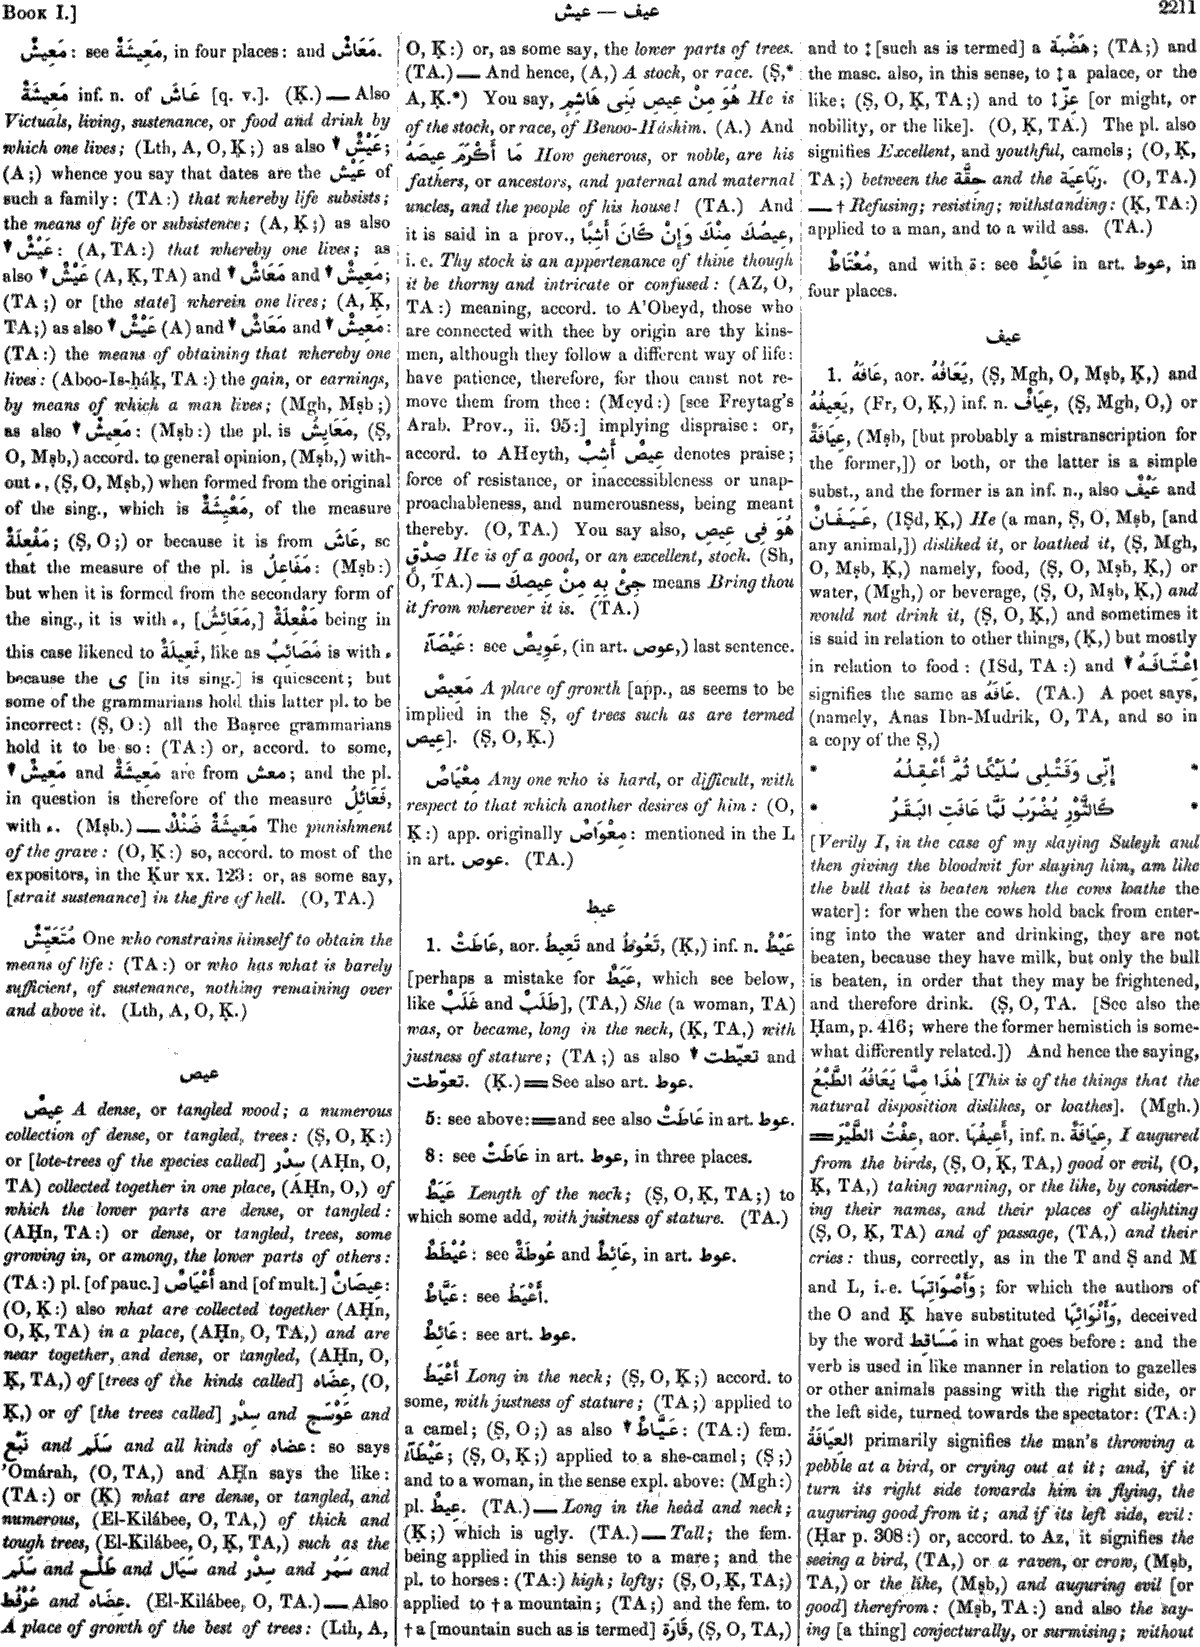 BOOK I.]
عيش — عيف
2211
مَعِيشٌ: see مَعِيشَةٌ, in four places: and مَعَاشٌ.
مَعِيشَةٌ inf. n. of عَاشَ [q. v.]. (Ḳ.) — Also
Victuals, living, sustenance, or food and drink by
which one lives; (Lth, A, O, Ḳ;) as also ▼ عَيْشٌ;
(A;) whence you say that dates are the عَيْش of
such a family: (TA:) that whereby life subsists;
the means of life or subsistence; (A, Ḳ;) as also
▼ عَيْشٌ: (A, TA:) that whereby one lives; as
also ▼ عَيْشٌ (A, Ḳ, TA) and ▼ مَعَاشٌ and ▼ مَعِيشٌ;
(TA;) or [the state] wherein one lives; (A, Ḳ,
TA;) as also ▼ عَيْشٌ (A) and ▼ مَعَاشٌ and ▼ مَعِيشٌ:
(TA:) the means of obtaining that whereby one
lives: (Aboo-Is-ḥáḳ, TA:) the gain, or earnings,
by means of which a man lives; (Mgh, Mṣb;)
as also ▼ مَعِيشٌ: (Mṣb:) the pl. is مَعَايِشُ, (Ṣ,
O, Mṣb,) accord. to general opinion, (Mṣb,) with-
out ء, (Ṣ, O, Mṣb,) when formed from the original
of the sing., which is مَعْيِشَةٌ, of the measure
مَفْعِلَةٌ; (Ṣ, O;) or because it is from عَاشَ, so
that the measure of the pl. is مَفَاعِلُ: (Mṣb:)
but when it is formed from the secondary form of
the sing., it is with ء, [مَعَائِشُ,] مَفْعِلَةٌ being in
this case likened to فَعِيلَةٌ, like as مَصَائِبُ is with ء
because the ى [in its sing.] is quiescent; but
some of the grammarians hold this latter pl. to be
incorrect: (Ṣ, O:) all the Baṣree grammarians
hold it to be so: (TA:) or, accord. to some,
▼ مَعِيشٌ and مَعِيشَةٌ are from معش; and the pl.
in question is therefore of the measure فَعَائِلُ,
with ء. (Mṣb.) — مَعِيشَةٌ ضَنْكٌ The punishment
of the grave: (O, Ḳ:) so, accord. to most of the
expositors, in the Ḳur xx. 123: or, as some say,
[strait sustenance] in the fire of hell. (O, TA.)
مُتَعَيِّشٌ One who constrains himself to obtain the
means of life: (TA:) or who has what is barely
sufficient, of sustenance, nothing remaining over
and above it. (Lth, A, O, Ḳ.)
عيص
عِيصٌ A dense, or tangled wood; a numerous
collection of dense, or tangled, trees: (Ṣ, O, Ḳ:)
or [lote-trees of the species called] سِدْر (AḤn, O,
TA) collected together in one place, (AḤn, O,) of
which the lower parts are dense, or tangled:
(AḤn, TA:) or dense, or tangled, trees, some
growing in, or among, the lower parts of others:
(TA:) pl. [of pauc.] أَعْيَاصٌ and [of mult.] عِيصَانٌ:
(O, Ḳ:) also what are collected together (AḤn,
O, Ḳ, TA) in a place, (AḤn, O, TA,) and are
near together, and dense, or tangled, (AḤn, O,
Ḳ, TA,) of [trees of the kinds called] عِضَاه, (O,
Ḳ,) or of [the trees called] سِدْر and عَوْسَج and
نَبْع and سَلَم and all kinds of عضاه: so says
'Omárah, (O, TA,) and AḤn says the like:
(TA:) or (Ḳ) what are dense, or tangled, and
numerous, (El-Kilábee, O, TA,) of thick and
tough trees, (El-Kilábee, O, Ḳ, TA,) such as the
سَلَم and طَلْح and سَيَال and سِدْر and سَمُر and
عُرْفُط and عِضَاه. (El-Kilábee, O, TA.) — Also
A place of growth of the best of trees: (Lth, A,
O, Ḳ:) or, as some say, the lower parts of trees.
(TA.) — And hence, (A,) A stock, or race. (Ṣ,*
A, Ḳ.*) You say, هُوَ مِنْ عِيصِ بَنِى هَاشِمٍ He is
of the stock, or race, of Benoo-Háshim. (A.) And
مَا أَكْرَمَ عِيصَهُ How generous, or noble, are his
fathers, or ancestors, and paternal and maternal
uncles, and the people of his house! (TA.) And
it is said in a prov., عِيصُكَ مِنْكَ وَإِنْ كَانَ أَشِبًا,
i. e. Thy stock is an appertenance of thine though
it be thorny and intricate or confused: (AZ, O,
TA:) meaning, accord. to A'Obeyd, those who
are connected with thee by origin are thy kins-
men, although they follow a different way of life:
have patience, therefore, for thou canst not re-
move them from thee: (Meyd:) [see Freytag's
Arab. Prov., ii. 95:] implying dispraise: or,
accord. to AHeyth, عِيصٌ أَشِبٌ denotes praise;
force of resistance, or inaccessibleness or unap-
proachableness, and numerousness, being meant
thereby. (O, TA.) You say also, هُوَ فِى عِيصِ
صِدْقٍ He is of a good, or an excellent, stock. (Sh,
O, TA.) — جِئْ بِهِ مِنْ عِيصِكَ means Bring thou
it from wherever it is. (TA.)
عَيْصَآءُ: see عَوِيصٌ, (in art. عوص,) last sentence.
مَعِيصٌ A place of growth [app., as seems to be
implied in the Ṣ, of trees such as are termed
عِيص]. (Ṣ, O, Ḳ.)
مِعْيَاصٌ Any one who is hard, or difficult, with
respect to that which another desires of him: (O,
Ḳ:) app. originally مِعْوَاصٌ: mentioned in the L
in art. عوص. (TA.)
عيط
1. عَاطَتْ, aor. تَعِيطُ and تَعُوطُ, (Ḳ,) inf. n. عَيْطٌ
[perhaps a mistake for عَيَطٌ, which see below,
like طَلَبٌ and غَلَبٌ], (TA,) She (a woman, TA)
was, or became, long in the neck, (Ḳ, TA,) with
justness of stature; (TA;) as also ▼ تعيّطت and
تعوّطت. (Ḳ.) = See also art. عوط.
5: see above: = and see also عَاطَتْ in art. عوط.
8: see عَاطَتْ in art. عوط, in three places.
عَيَطٌ Length of the neck; (Ṣ, O, Ḳ, TA;) to
which some add, with justness of stature. (TA.)
عُيْطَطٌ: see عُوطَةٌ and عَائِطٌ, in art. عوط.
عَيَّاطٌ: see أَعْيَطُ.
عَائِطٌ: see art. عوط.
أَعْيَطُ Long in the neck; (Ṣ, O, Ḳ;) accord. to
some, with justness of stature; (TA;) applied to
a camel; (Ṣ, O;) as also ▼ عَيَّاطٌ: (TA:) fem.
عَيْطَآءُ; (Ṣ, O, Ḳ;) applied to a she-camel; (Ṣ;)
and to a woman, in the sense expl. above: (Mgh:)
pl. عِيطٌ. (TA.) — Long in the head and neck;
(Ḳ;) which is ugly. (TA.) — Tall; the fem.
being applied in this sense to a mare; and the
pl. to horses: (TA:) high; lofty; (Ṣ, O, Ḳ, TA;)
applied to † a mountain; (TA;) and the fem. to
† a [mountain such as is termed] قَارَة, (Ṣ, O, TA,)
and to ‡ [such as is termed] a هَضْبَة; (TA;) and
the masc. also, in this sense, to ‡ a palace, or the
like; (Ṣ, O, Ḳ, TA;) and to ‡ عِزّ [or might, or
nobility, or the like]. (O, Ḳ, TA.) The pl. also
signifies Excellent, and youthful, camels; (O, Ḳ,
TA;) between the حِقَّة and the رَبَاعِيَة. (O, TA.)
— † Refusing; resisting; withstanding: (Ḳ, TA:)
applied to a man, and to a wild ass. (TA.)
مُعْتَاطٌ, and with ة: see عَائِطٌ in art. عوط, in
four places.
عيف
1. عَافَهُ, aor. يَعَافُهُ, (Ṣ, Mgh, O, Mṣb, Ḳ,) and
يَعِيفُهُ, (Fr, O, Ḳ,) inf. n. عِيَافٌ, (Ṣ, Mgh, O,) or
عِيَافَةٌ, (Mṣb, [but probably a mistranscription for
the former,]) or both, or the latter is a simple
subst., and the former is an inf. n., also عَيْفٌ and
عَيَفَانٌ, (ISd, Ḳ,) He (a man, Ṣ, O, Mṣb, [and
any animal,]) disliked it, or loathed it, (Ṣ, Mgh,
O, Mṣb, Ḳ,) namely, food, (Ṣ, O, Mṣb, Ḳ,) or
water, (Mgh,) or beverage, (Ṣ, O, Mṣb, Ḳ,) and
would not drink it, (Ṣ, O, Ḳ,) and sometimes it
is said in relation to other things, (Ḳ,) but mostly
in relation to food: (ISd, TA:) and ▼ اِعْتَافَهُ
signifies the same as عَافَهُ. (TA.) A poet says,
(namely, Anas Ibn-Mudrik, O, TA, and so in
a copy of the Ṣ,)
* إِنِّى وَقَتْلِى سُلَيْكًا ثُمَّ أَعْقِلُهُ *
* كَالثَّوْرِ يُضْرَبُ لَمَّا عَافَتِ البَقَرُ *
[Verily I, in the case of my slaying Suleyk and
then giving the bloodwit for slaying him, am like
the bull that is beaten when the cows loathe the
water]: for when the cows hold back from enter-
ing into the water and drinking, they are not
beaten, because they have milk, but only the bull
is beaten, in order that they may be frightened,
and therefore drink. (Ṣ, O, TA. [See also the
Ḥam, p. 416; where the former hemistich is some-
what differently related.]) And hence the saying,
هٰذَا مِمَّا يَعَافُهُ الطَّبْعُ [This is of the things that the
natural disposition dislikes, or loathes]. (Mgh.)
= عِفْتُ الطَّيْرَ, aor. أَعِيفُهَا, inf. n. عِيَافَةٌ, I augured
from the birds, (Ṣ, O, Ḳ, TA,) good or evil, (O,
Ḳ, TA,) taking warning, or the like, by consider-
ing their names, and their places of alighting
(Ṣ, O, Ḳ, TA) and of passage, (TA,) and their
cries: thus, correctly, as in the T and Ṣ and M
and L, i. e. وَأَصْوَاتِهَا; for which the authors of
the O and Ḳ have substituted وَأَنْوَائِهَا, deceived
by the word مَسَاقِط in what goes before: and the
verb is used in like manner in relation to gazelles
or other animals passing with the right side, or
the left side, turned towards the spectator: (TA:)
العِيَافَةُ primarily signifies the man's throwing a
pebble at a bird, or crying out at it; and, if it
turn its right side towards him in flying, the
auguring good from it; and if its left side, evil:
(Ḥar p. 308:) or, accord. to Az, it signifies the
seeing a bird, (TA,) or a raven, or crow, (Mṣb,
TA,) or the like, (Mṣb,) and auguring evil [or
good] therefrom: (Mṣb, TA:) and also the say-
ing [a thing] conjecturally, or surmising; without